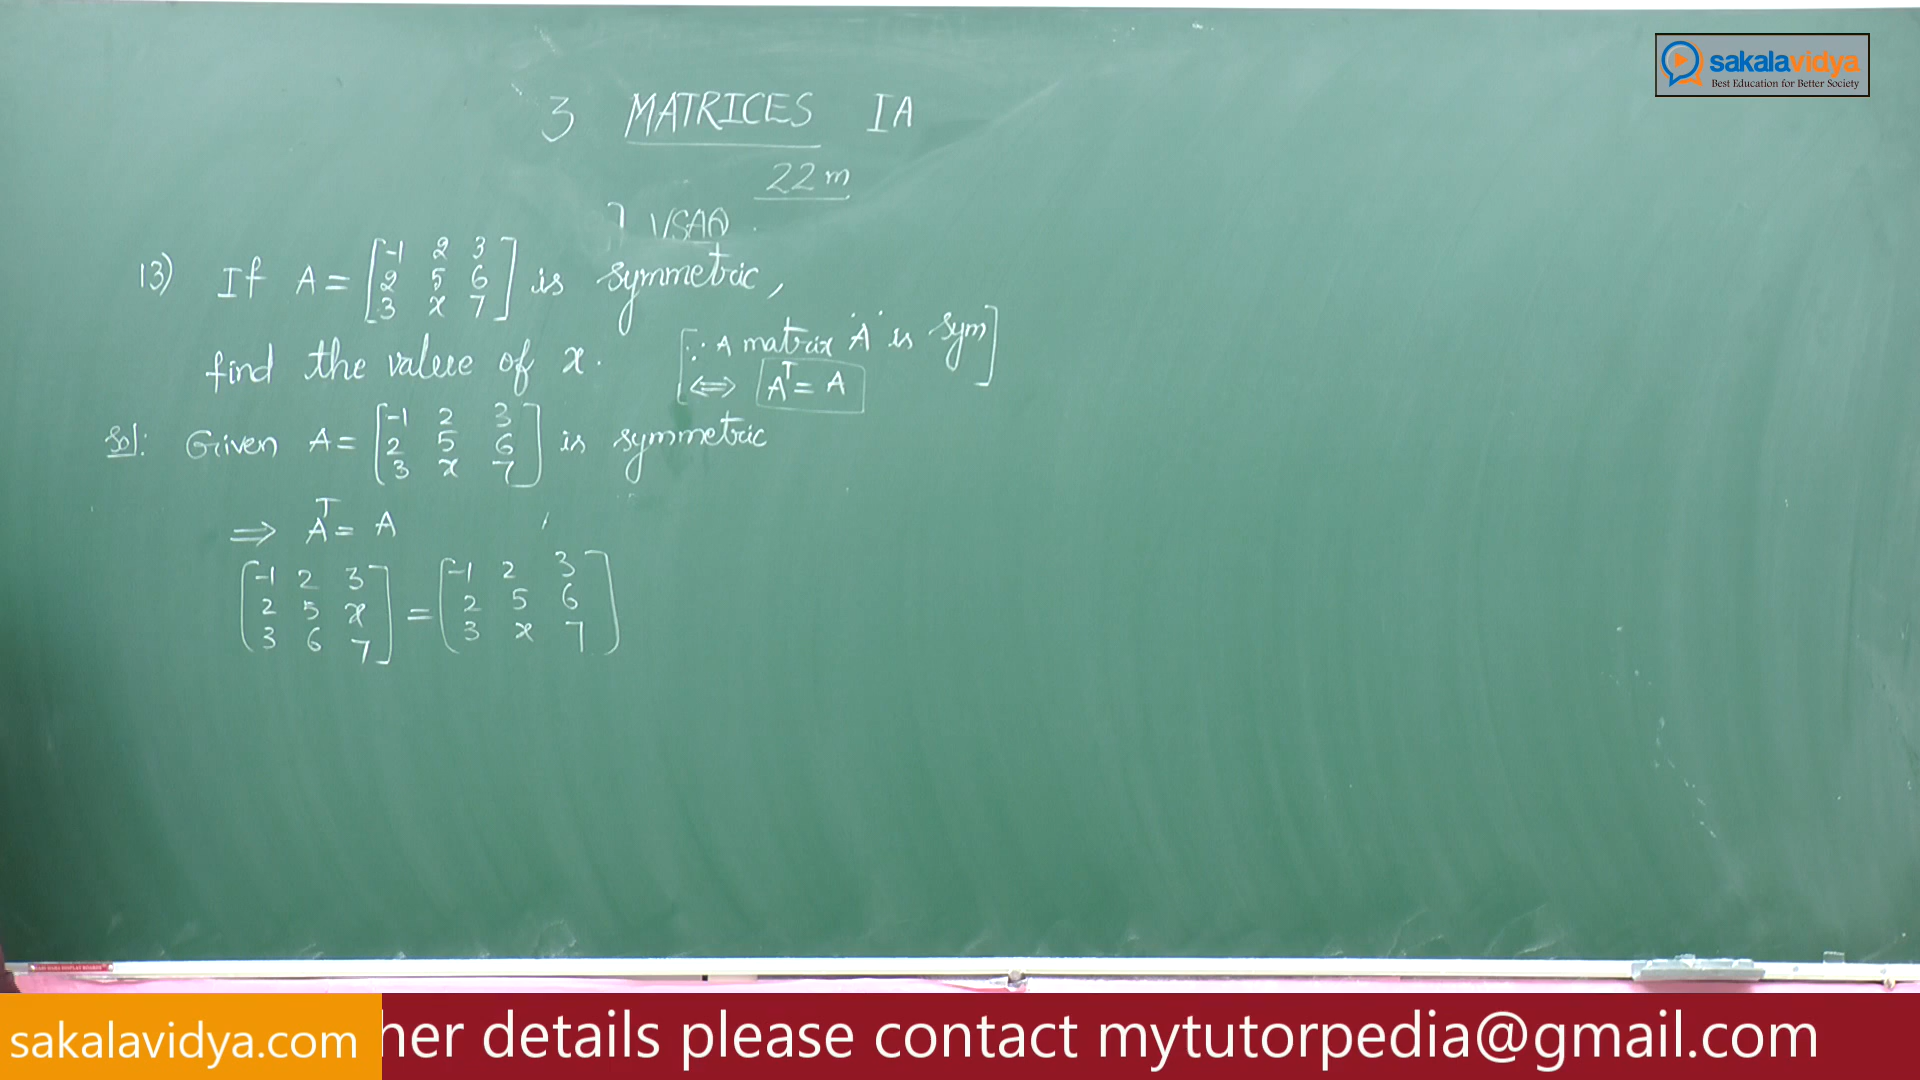 sakalavidya
Best Education for Better Society
3 MATRICES IA
22m
7 VSAQ.
13) If A = [-1 2 3
2 5 6
3 x 7] is symmetric,
find the value of x. [∵ A matrix 'A' is sym
⟺ Aᵀ = A]
Sol: Given A = [-1 2 3
2 5 6
3 x 7] is symmetric
⇒ Aᵀ = A
[-1 2 3
2 5 x
3 6 7] = [-1 2 3
2 5 6
3 x 7]
sakalavidya.com her details please contact mytutorpedia@gmail.com